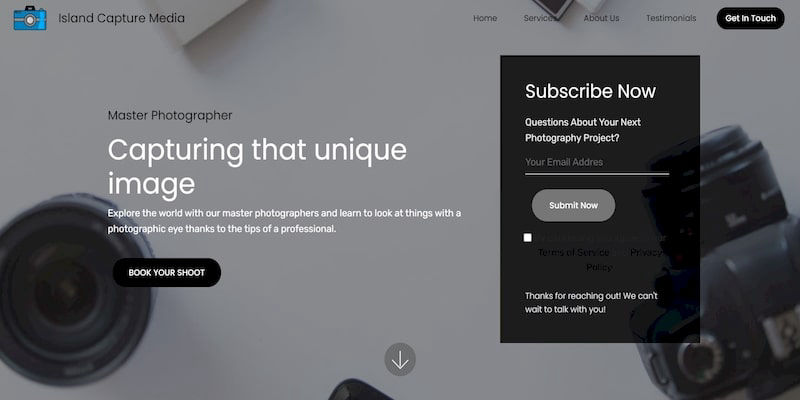 Island Capture Media
Home Services About Us Testimonials Get In Touch
Master Photographer
Capturing that unique
image
Explore the world with our master photographers and learn to look at things with a
photographic eye thanks to the tips of a professional.
BOOK YOUR SHOOT
Subscribe Now
Questions About Your Next
Photography Project?
Your Email Addres
Submit Now
Terms of Service Privacy
Policy
Thanks for reaching out! We can't
wait to talk with you!